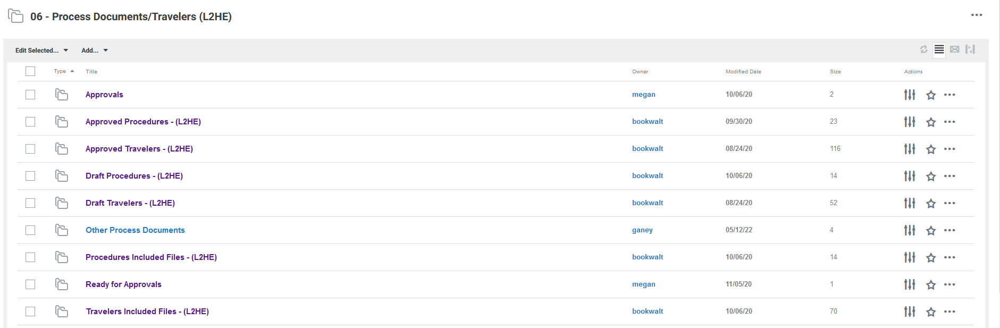 06 - Process Documents/Travelers (L2HE)
Edit Selected... Add...
Type Title Owner Modified Date Size Actions
Approvals megan 10/06/20 2
Approved Procedures - (L2HE) bookwalt 09/30/20 23
Approved Travelers - (L2HE) bookwalt 08/24/20 116
Draft Procedures - (L2HE) bookwalt 10/06/20 14
Draft Travelers - (L2HE) bookwalt 08/24/20 52
Other Process Documents ganey 05/12/22 4
Procedures Included Files - (L2HE) bookwalt 10/06/20 14
Ready for Approvals megan 11/05/20 1
Travelers Included Files - (L2HE) bookwalt 10/06/20 70